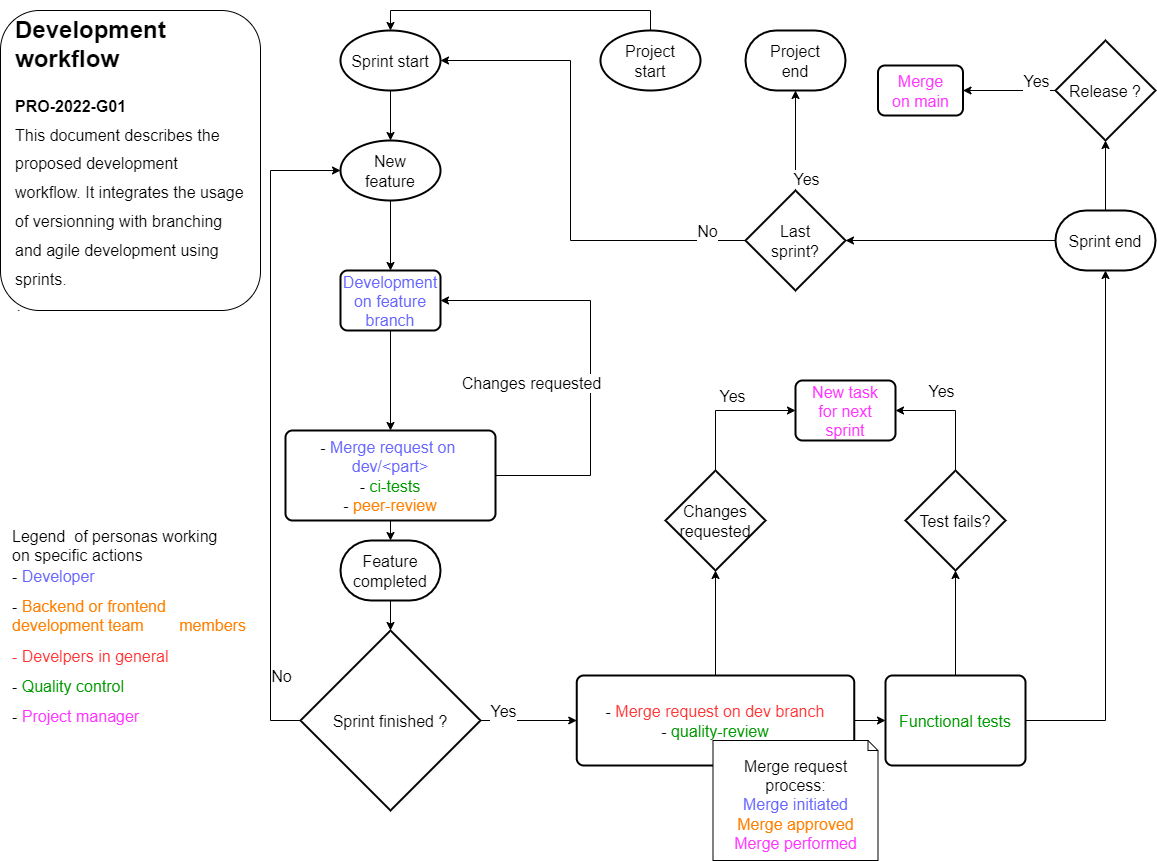 Development
workflow
PRO-2022-G01
This document describes the
proposed development
workflow. It integrates the usage
of versionning with branching
and agile development using
sprints.
.
Sprint start
Project
start
Project
end
Merge
on main
Yes
Release ?
New
feature
Yes
No
Last
sprint?
Sprint end
Development
on feature
branch
Changes requested
Yes
New task
for next
sprint
Yes
- Merge request on
dev/<part>
- ci-tests
- peer-review
Changes
requested
Test fails?
Legend  of personas working
on specific actions
- Developer
- Backend or frontend
development team        members
- Develpers in general
- Quality control
- Project manager
Feature
completed
No
Sprint finished ?
Yes
- Merge request on dev branch
- quality-review
Functional tests
Merge request
process:
Merge initiated
Merge approved
Merge performed